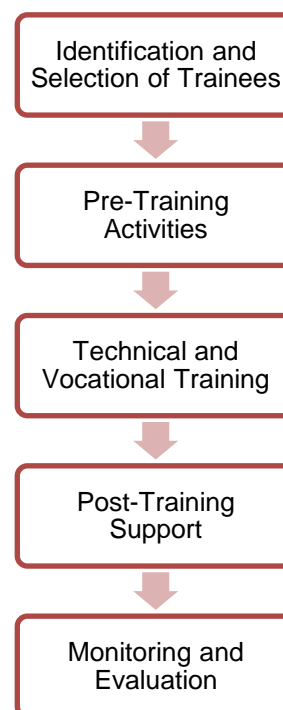 Identification and
Selection of Trainees
Pre-Training
Activities
Technical and
Vocational Training
Post-Training
Support
Monitoring and
Evaluation